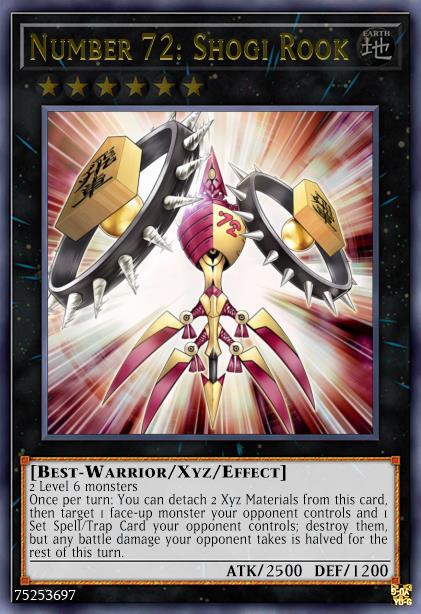 Number 72: Shogi Rook
EARTH
地
72
飛車
[Best-Warrior/Xyz/Effect]
2 Level 6 monsters
Once per turn: You can detach 2 Xyz Materials from this card,
then target 1 face-up monster your opponent controls and 1
Set Spell/Trap Card your opponent controls; destroy them,
but any battle damage your opponent takes is halved for the
rest of this turn.
ATK/2500 DEF/1200
75253697